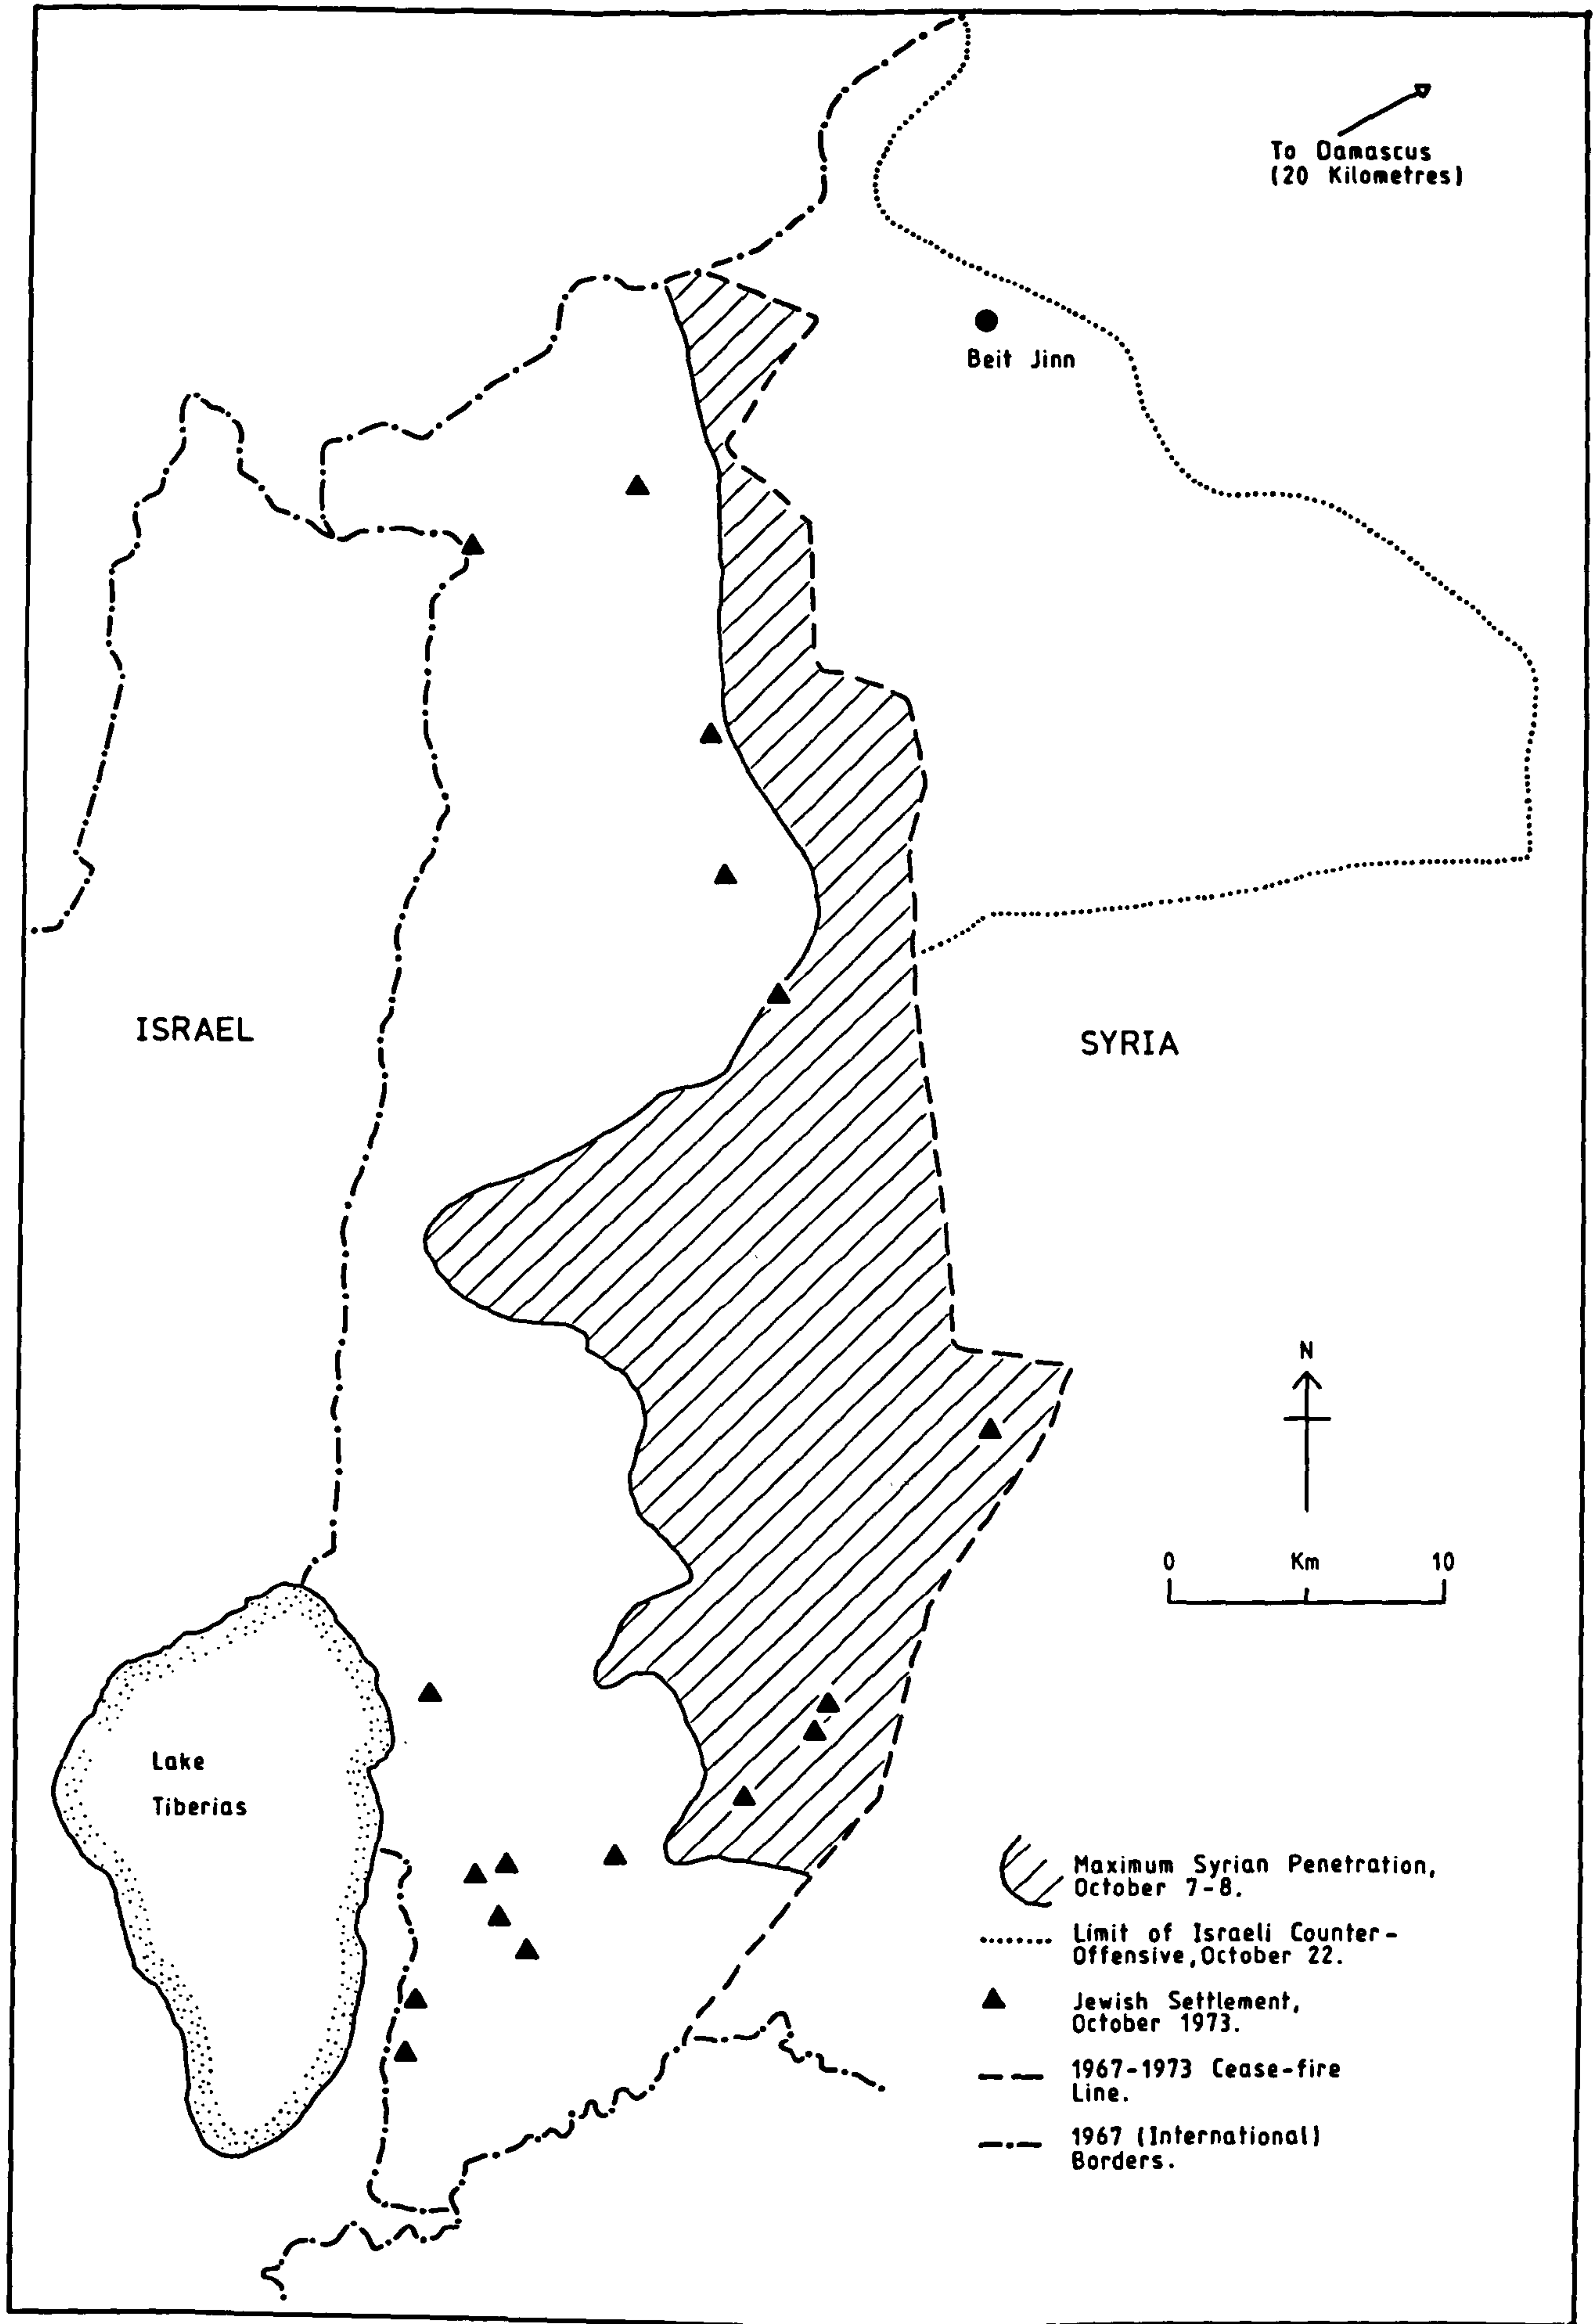 To Damascus
(20 Kilometres)
Beit Jinn
ISRAEL
SYRIA
N
0 Km 10
Lake
Tiberias
Maximum Syrian Penetration,
October 7-8.
Limit of Israeli Counter-
Offensive, October 22.
Jewish Settlement,
October 1973.
1967-1973 Cease-fire
Line.
1967 (International)
Borders.